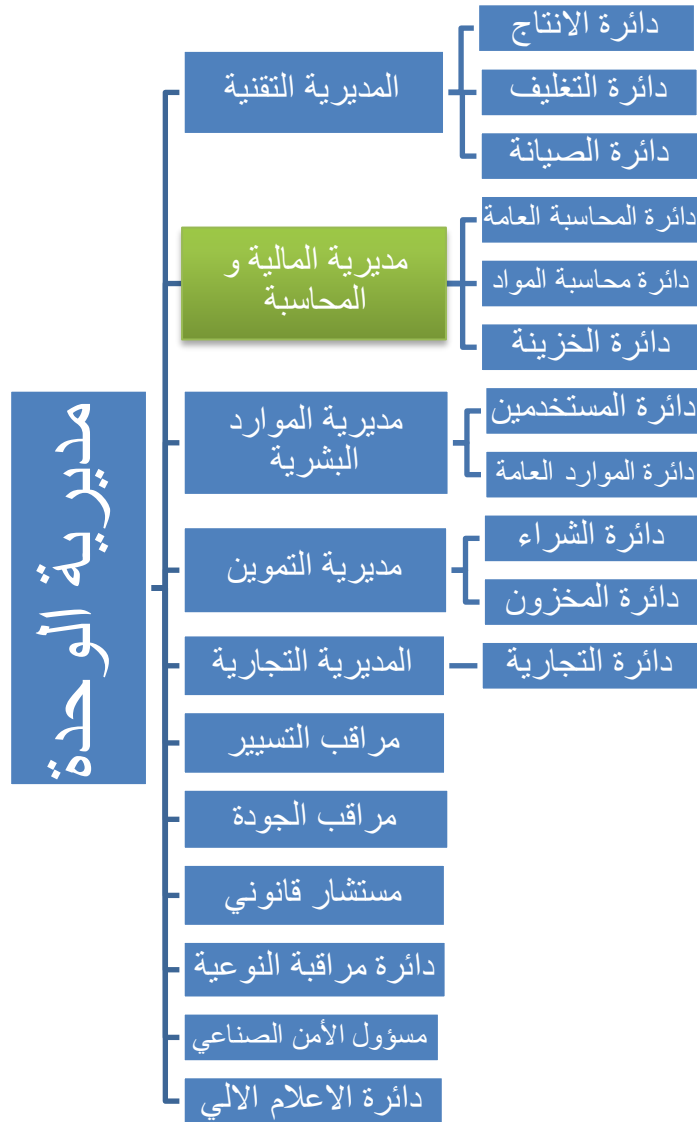 مديرية الوحدة
المديرية التقنية
دائرة الانتاج
دائرة التغليف
دائرة الصيانة
مديرية المالية و
المحاسبة
دائرة المحاسبة العامة
دائرة محاسبة المواد
دائرة الخزينة
مديرية الموارد
البشرية
دائرة المستخدمين
دائرة الموارد العامة
مديرية التموين
دائرة الشراء
دائرة المخزون
المديرية التجارية
دائرة التجارية
مراقب التسيير
مراقب الجودة
مستشار قانوني
دائرة مراقبة النوعية
مسؤول الأمن الصناعي
دائرة الاعلام الالي